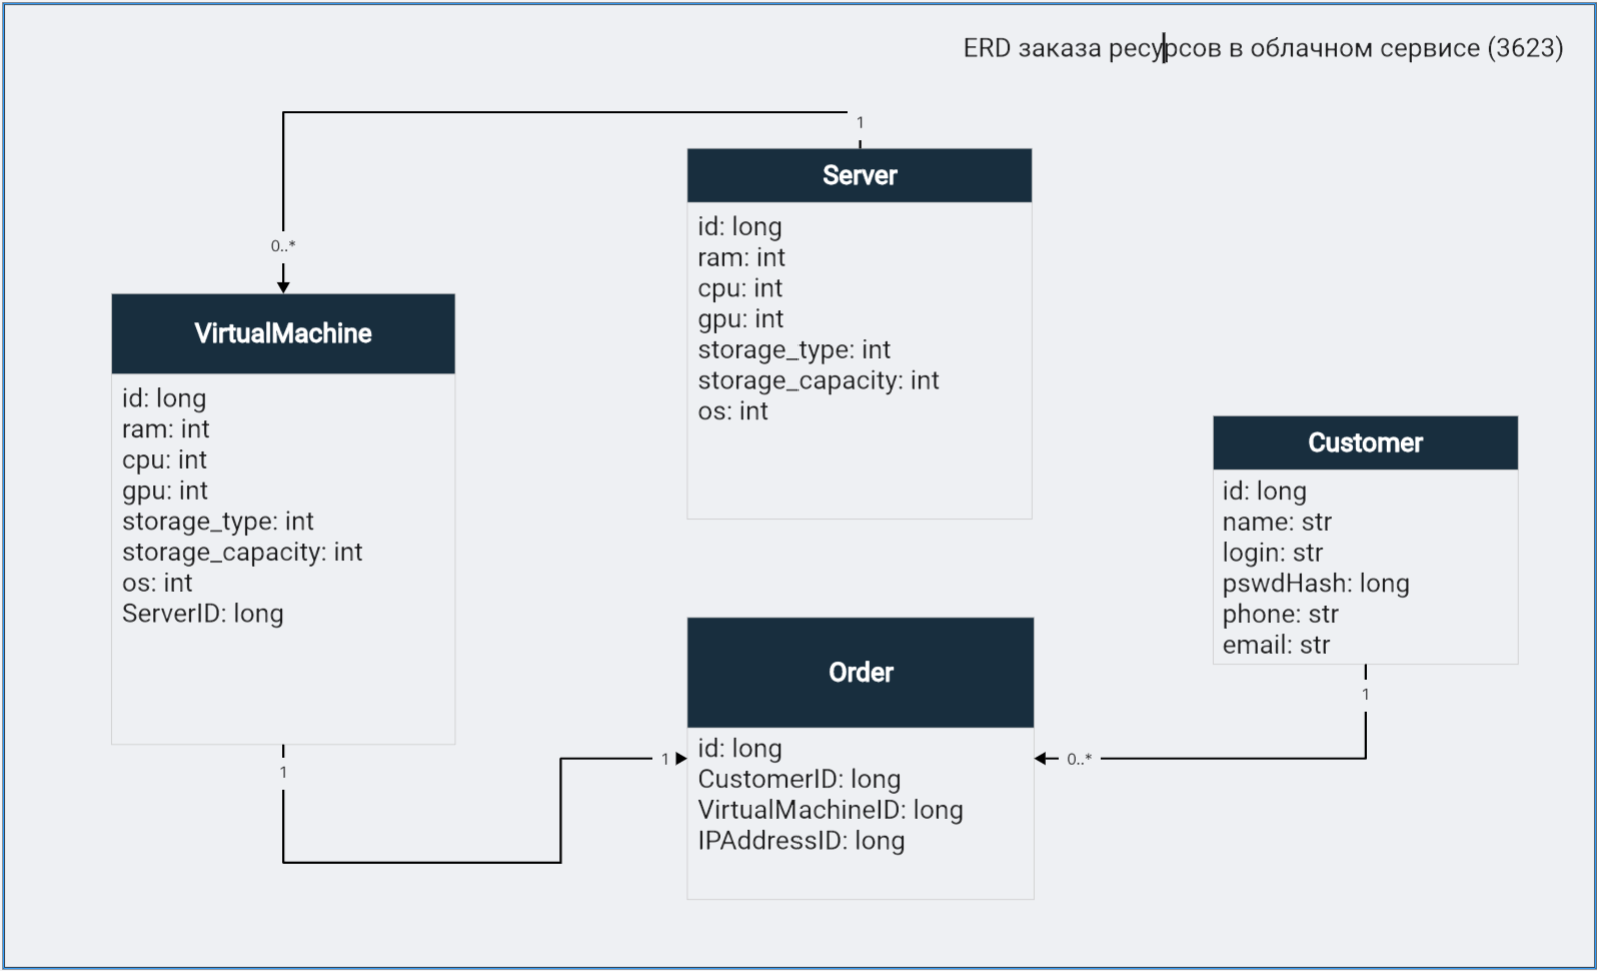 ERD заказа ресурсов в облачном сервисе (3623)
1
Server
id: long
ram: int
cpu: int
gpu: int
storage_type: int
storage_capacity: int
os: int
0..*
VirtualMachine
id: long
ram: int
cpu: int
gpu: int
storage_type: int
storage_capacity: int
os: int
ServerID: long
1
Customer
id: long
name: str
login: str
pswdHash: long
phone: str
email: str
1
Order
1
0..*
id: long
CustomerID: long
VirtualMachineID: long
IPAddressID: long